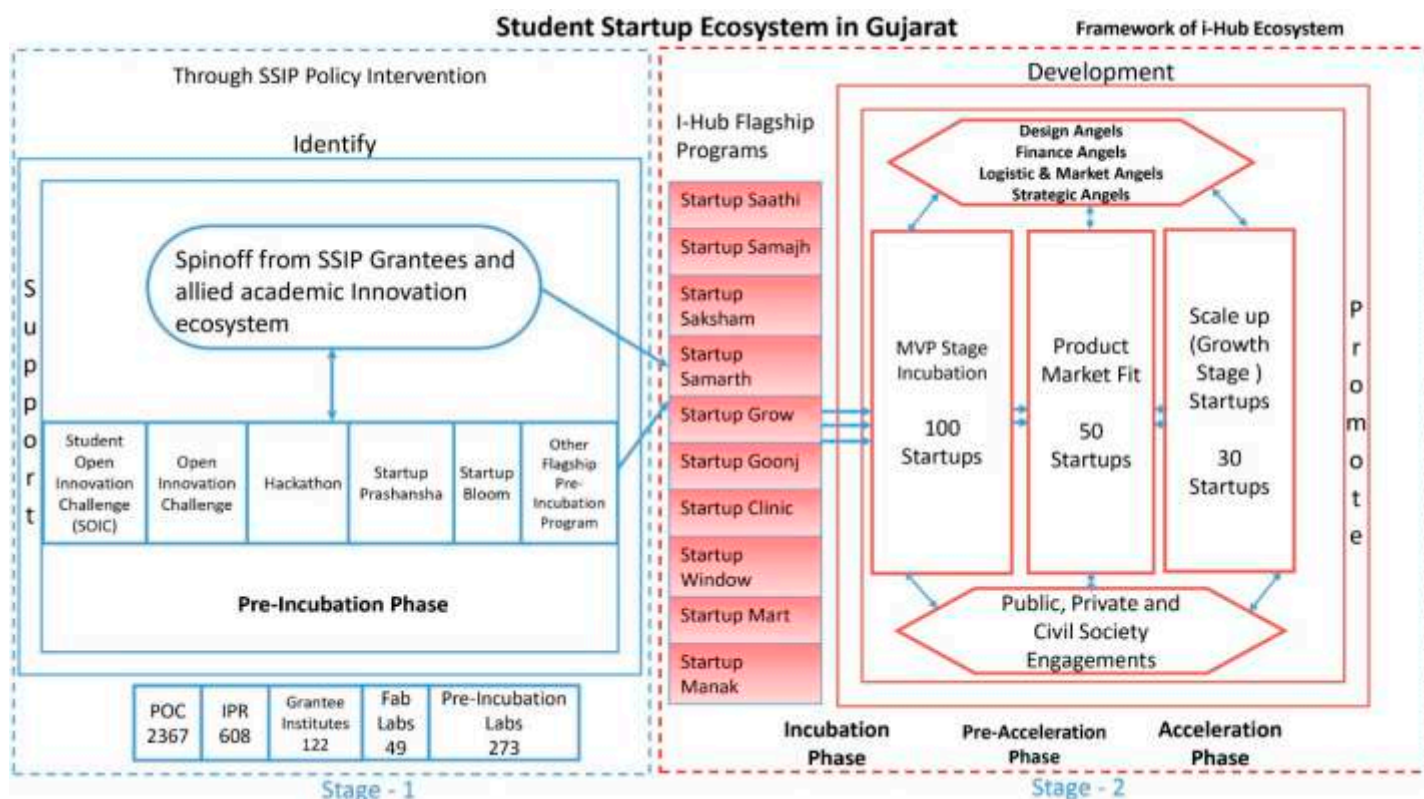 Student Startup Ecosystem in Gujarat
Framework of i-Hub Ecosystem
Through SSIP Policy Intervention
Identify
Support
Spinoff from SSIP Grantees and
allied academic Innovation
ecosystem
Student
Open
Innovation
Challenge
(SOIC)
Open
Innovation
Challenge
Hackathon
Startup
Prashansha
Startup
Bloom
Other
Flagship
Pre-
Incubation
Program
Pre-Incubation Phase
POC
2367
IPR
608
Grantee
Institutes
122
Fab
Labs
49
Pre-Incubation
Labs
273
Stage - 1
Development
I-Hub Flagship
Programs
Startup Saathi
Startup Samajh
Startup
Saksham
Startup
Samarth
Startup Grow
Startup Goonj
Startup Clinic
Startup
Window
Startup Mart
Startup
Manak
Design Angels
Finance Angels
Logistic & Market Angels
Strategic Angels
MVP Stage
Incubation
100
Startups
Product
Market Fit
50
Startups
Scale up
(Growth
Stage )
Startups
30
Startups
Promote
Public, Private and
Civil Society
Engagements
Incubation
Phase
Pre-Acceleration
Phase
Acceleration
Phase
Stage - 2